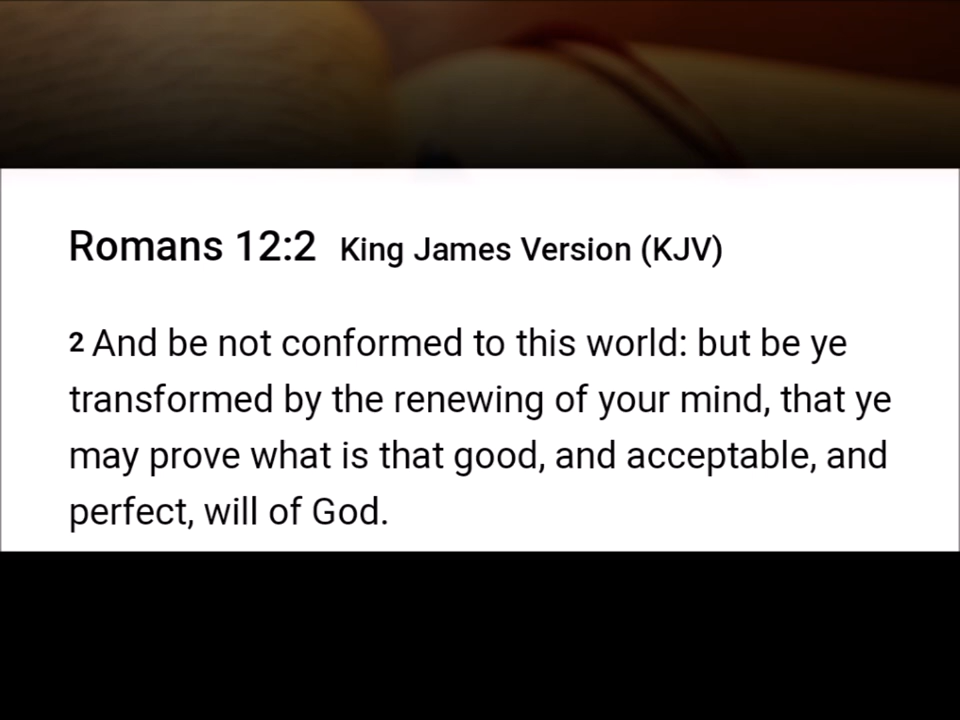 Romans 12:2 King James Version (KJV)
2 And be not conformed to this world: but be ye
transformed by the renewing of your mind, that ye
may prove what is that good, and acceptable, and
perfect, will of God.